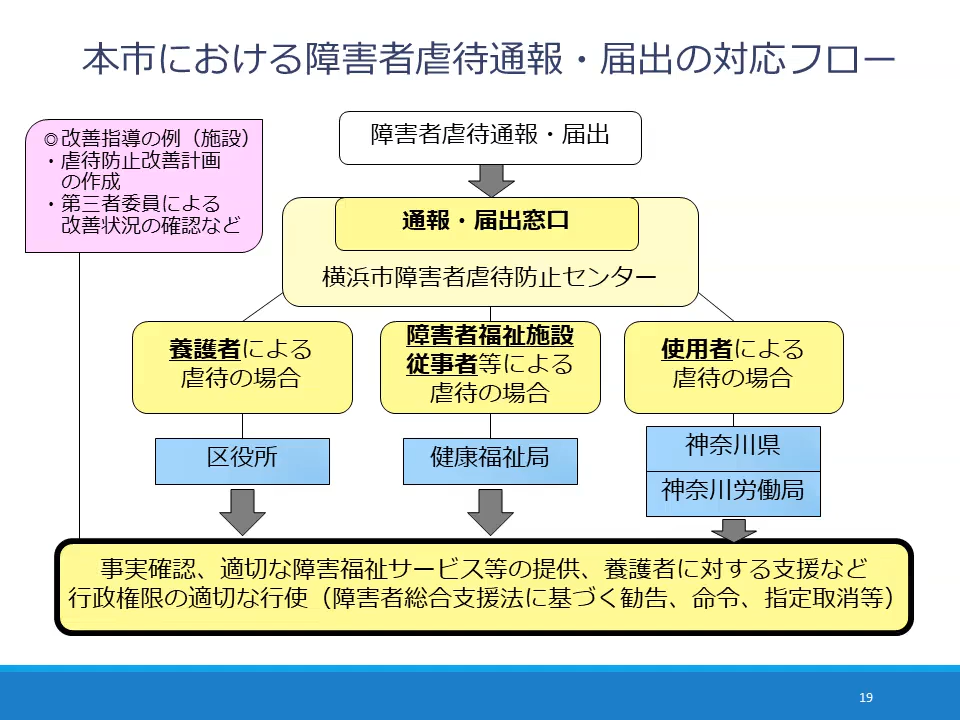 本市における障害者虐待通報・届出の対応フロー
◎改善指導の例（施設）
・虐待防止改善計画
の作成
・第三者委員による
改善状況の確認など
障害者虐待通報・届出
通報・届出窓口
横浜市障害者虐待防止センター
養護者による
虐待の場合
障害者福祉施設
従事者等による
虐待の場合
使用者による
虐待の場合
区役所
健康福祉局
神奈川県
神奈川労働局
事実確認、適切な障害福祉サービス等の提供、養護者に対する支援など
行政権限の適切な行使（障害者総合支援法に基づく勧告、命令、指定取消等）
19